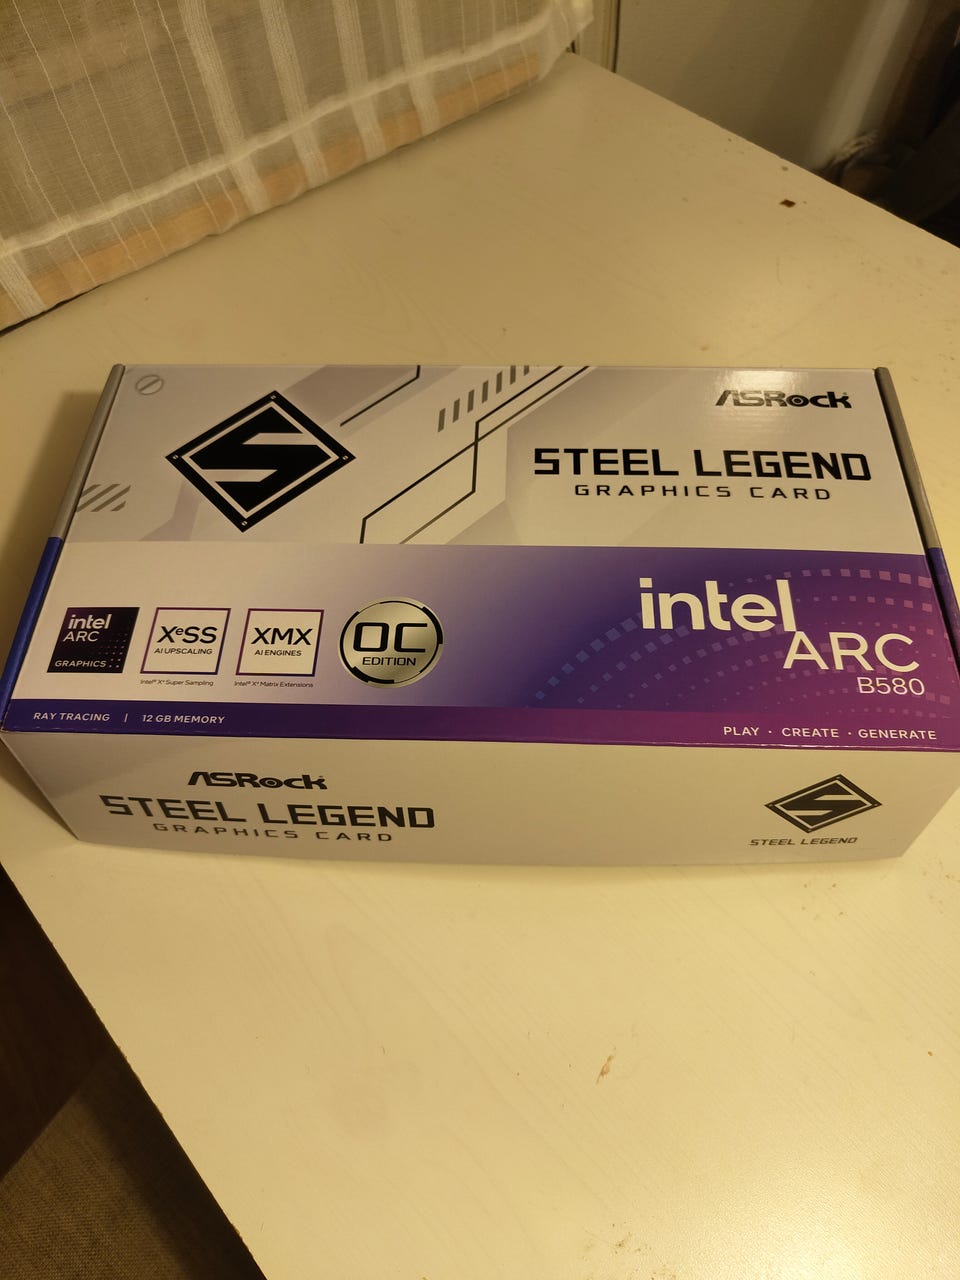 ASRock
STEEL LEGEND
GRAPHICS CARD
intel
ARC
GRAPHICS
XeSS
AI UPSCALING
Intel® Xe Super Sampling
XMX
AI ENGINES
Intel® Xe Matrix Extensions
OC
EDITION
intel
ARC
B580
RAY TRACING | 12 GB MEMORY
PLAY · CREATE · GENERATE
ASRock
STEEL LEGEND
GRAPHICS CARD
STEEL LEGEND